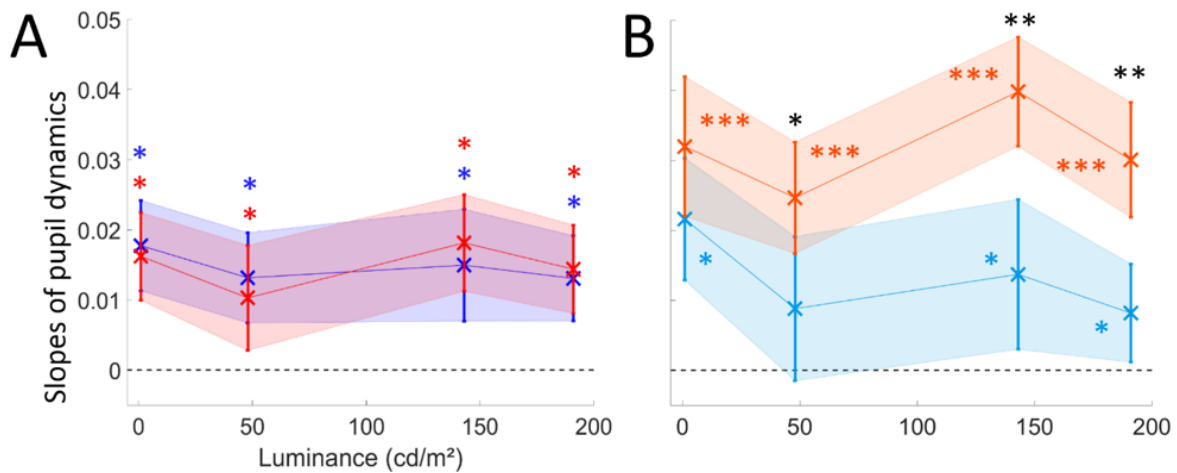 A
B
Slopes of pupil dynamics
0.05
0.04
0.03
0.02
0.01
0
* * * *
* * * *
** **
*** *** * *** ***
* * *
0 50 100 150 200
0 50 100 150 200
Luminance (cd/m²)